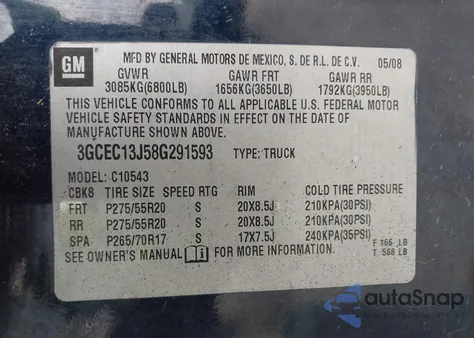 GM
MFD BY GENERAL MOTORS DE MEXICO, S. DE R.L. DE C.V. 05/08
GVWR GAWR FRT GAWR RR
3085KG(6800LB) 1656KG(3650LB) 1792KG(3950LB)
THIS VEHICLE CONFORMS TO ALL APPLICABLE U.S. FEDERAL MOTOR
VEHICLE SAFETY STANDARDS IN EFFECT ON THE DATE OF
MANUFACTURE SHOWN ABOVE.
3GCEC13J58G291593 TYPE: TRUCK
MODEL: C10543
CBK8 TIRE SIZE SPEED RTG RIM COLD TIRE PRESSURE
FRT P275/55R20 S 20X8.5J 210KPA(30PSI)
RR P275/55R20 S 20X8.5J 210KPA(30PSI)
SPA P265/70R17 S 17X7.5J 240KPA(35PSI)
F 166 LB
SEE OWNER'S MANUAL FOR MORE INFORMATION
T 568 LB
autoSnap